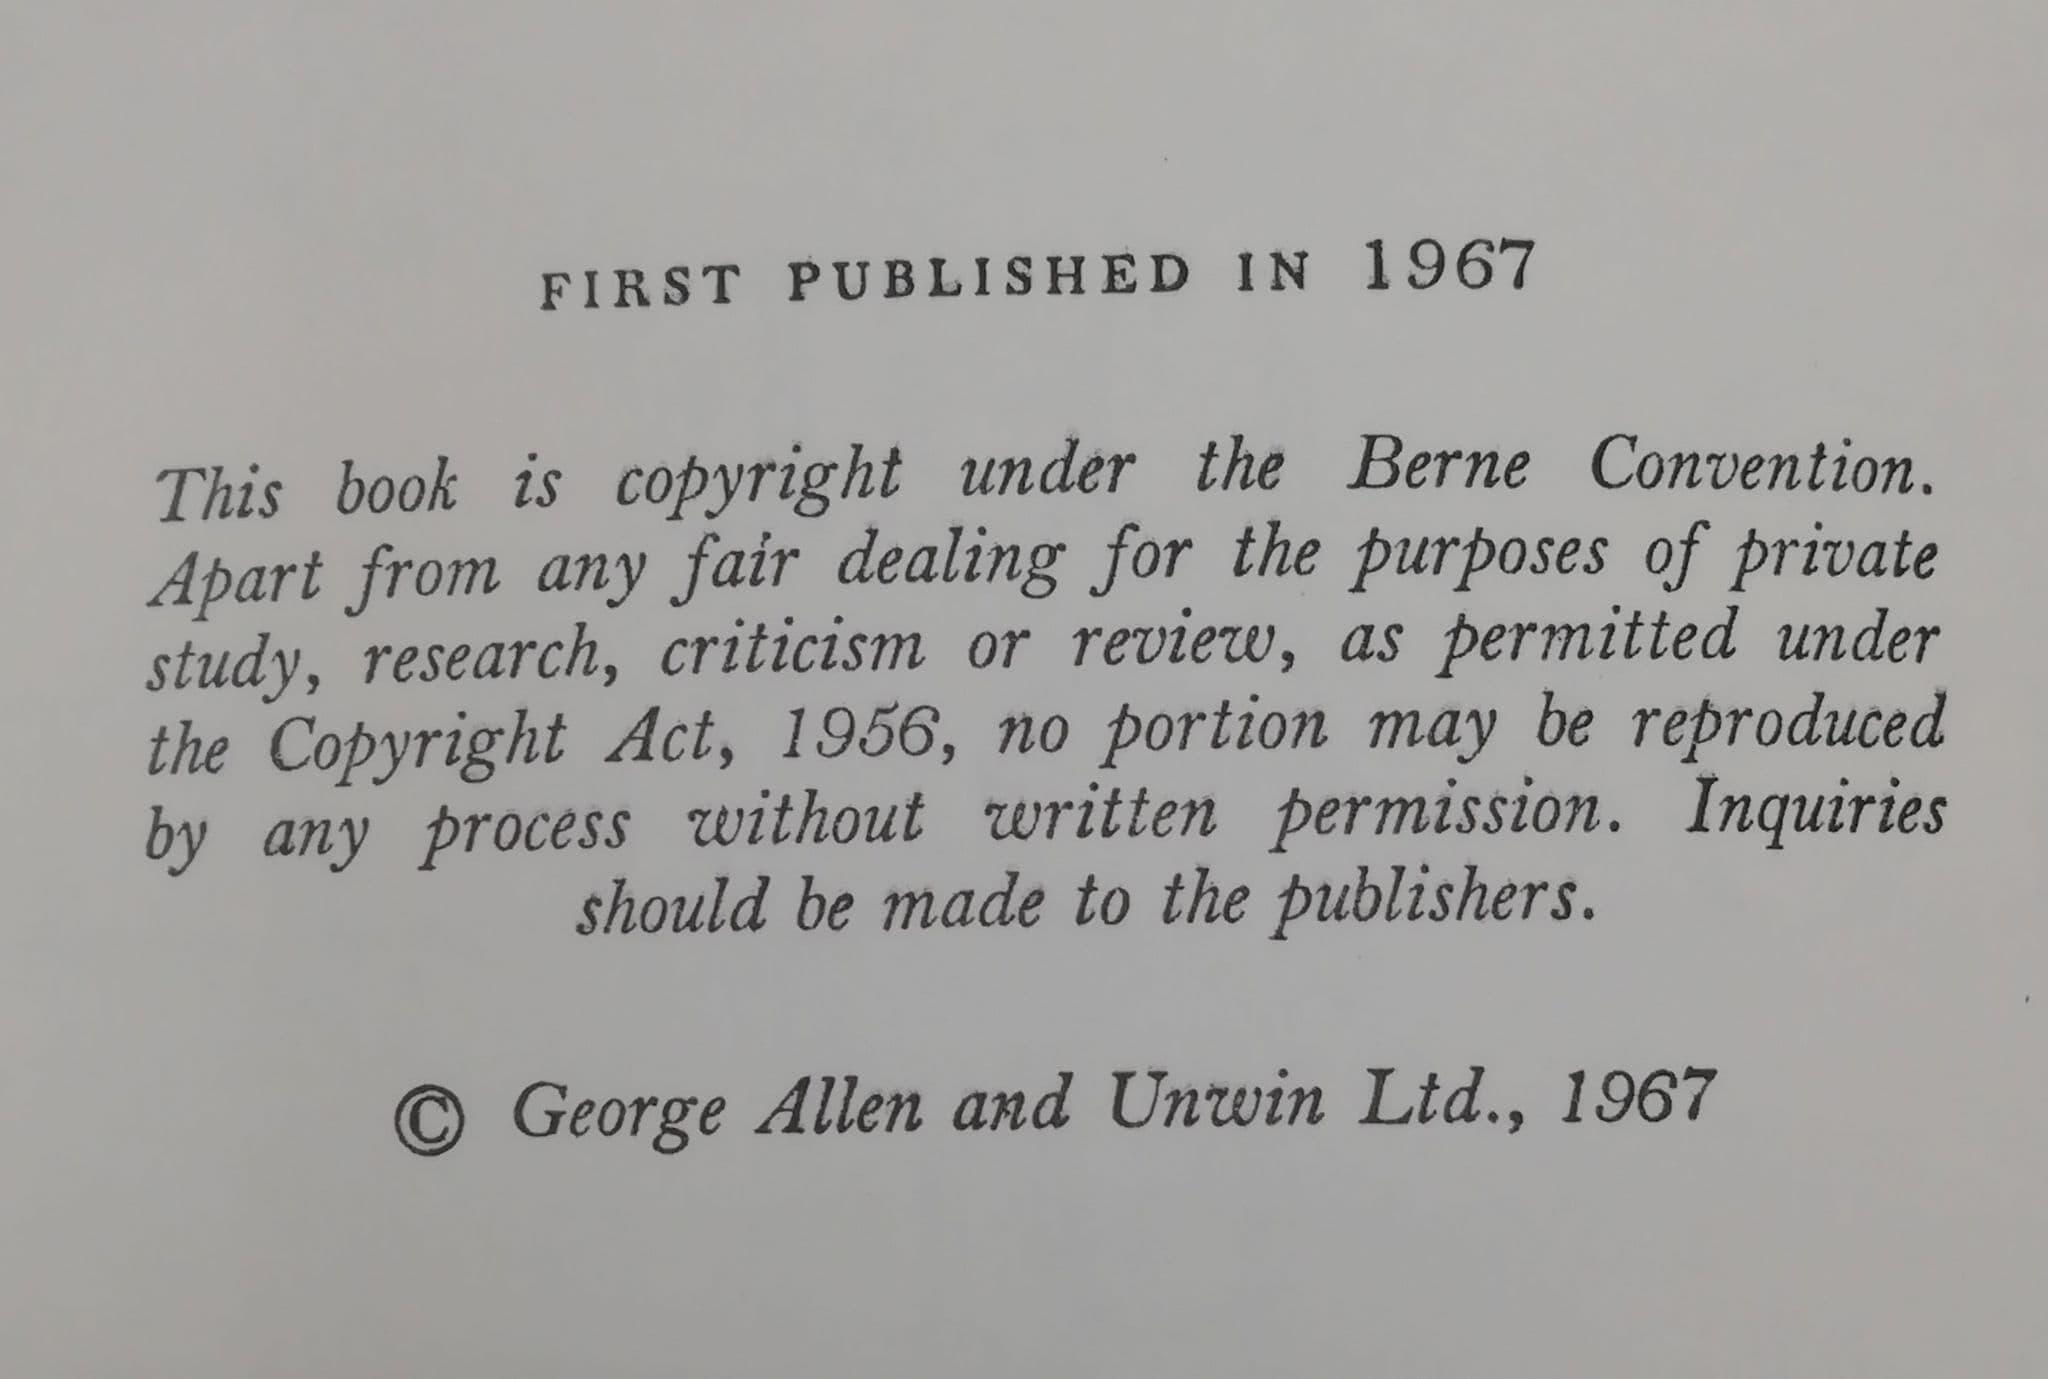 FIRST PUBLISHED IN 1967
This book is copyright under the Berne Convention.
Apart from any fair dealing for the purposes of private
study, research, criticism or review, as permitted under
the Copyright Act, 1956, no portion may be reproduced
by any process without written permission. Inquiries
should be made to the publishers.
© George Allen and Unwin Ltd., 1967